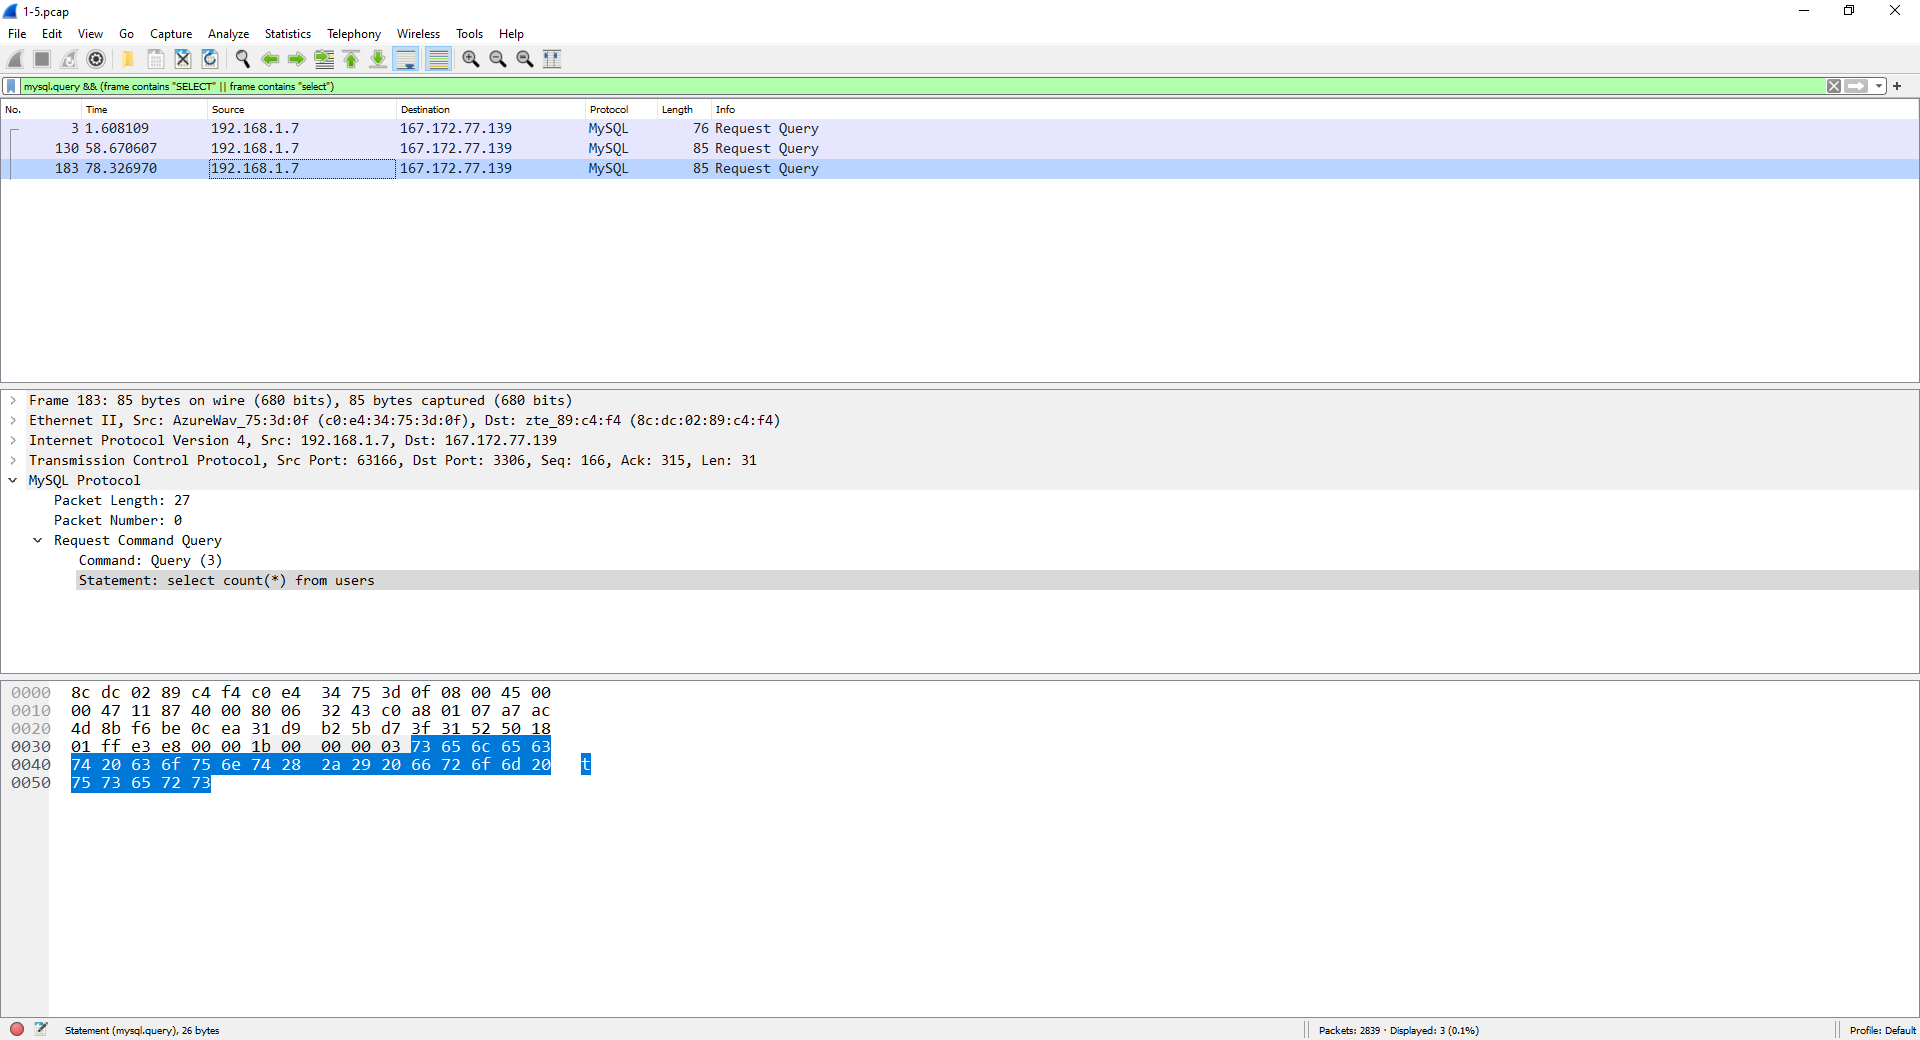 1-5.pcap
File Edit View Go Capture Analyze Statistics Telephony Wireless Tools Help
mysql.query && (frame contains "SELECT" || frame contains "select")
No. Time Source Destination Protocol Length Info
3 1.608109 192.168.1.7 167.172.77.139 MySQL 76 Request Query
130 58.670607 192.168.1.7 167.172.77.139 MySQL 85 Request Query
183 78.326970 192.168.1.7 167.172.77.139 MySQL 85 Request Query
Frame 183: 85 bytes on wire (680 bits), 85 bytes captured (680 bits)
Ethernet II, Src: AzureWav_75:3d:0f (c0:e4:34:75:3d:0f), Dst: zte_89:c4:f4 (8c:dc:02:89:c4:f4)
Internet Protocol Version 4, Src: 192.168.1.7, Dst: 167.172.77.139
Transmission Control Protocol, Src Port: 63166, Dst Port: 3306, Seq: 166, Ack: 315, Len: 31
MySQL Protocol
Packet Length: 27
Packet Number: 0
Request Command Query
Command: Query (3)
Statement: select count(*) from users
0000 8c dc 02 89 c4 f4 c0 e4 34 75 3d 0f 08 00 45 00
0010 00 47 11 87 40 00 80 06 32 43 c0 a8 01 07 a7 ac
0020 4d 8b f6 be 0c ea 31 d9 b2 5b d7 3f 31 52 50 18
0030 01 ff e3 e8 00 00 1b 00 00 00 03 73 65 6c 65 63
0040 74 20 63 6f 75 6e 74 28 2a 29 20 66 72 6f 6d 20 t
0050 75 73 65 72 73
Statement (mysql.query), 26 bytes
Packets: 2839 · Displayed: 3 (0.1%)
Profile: Default